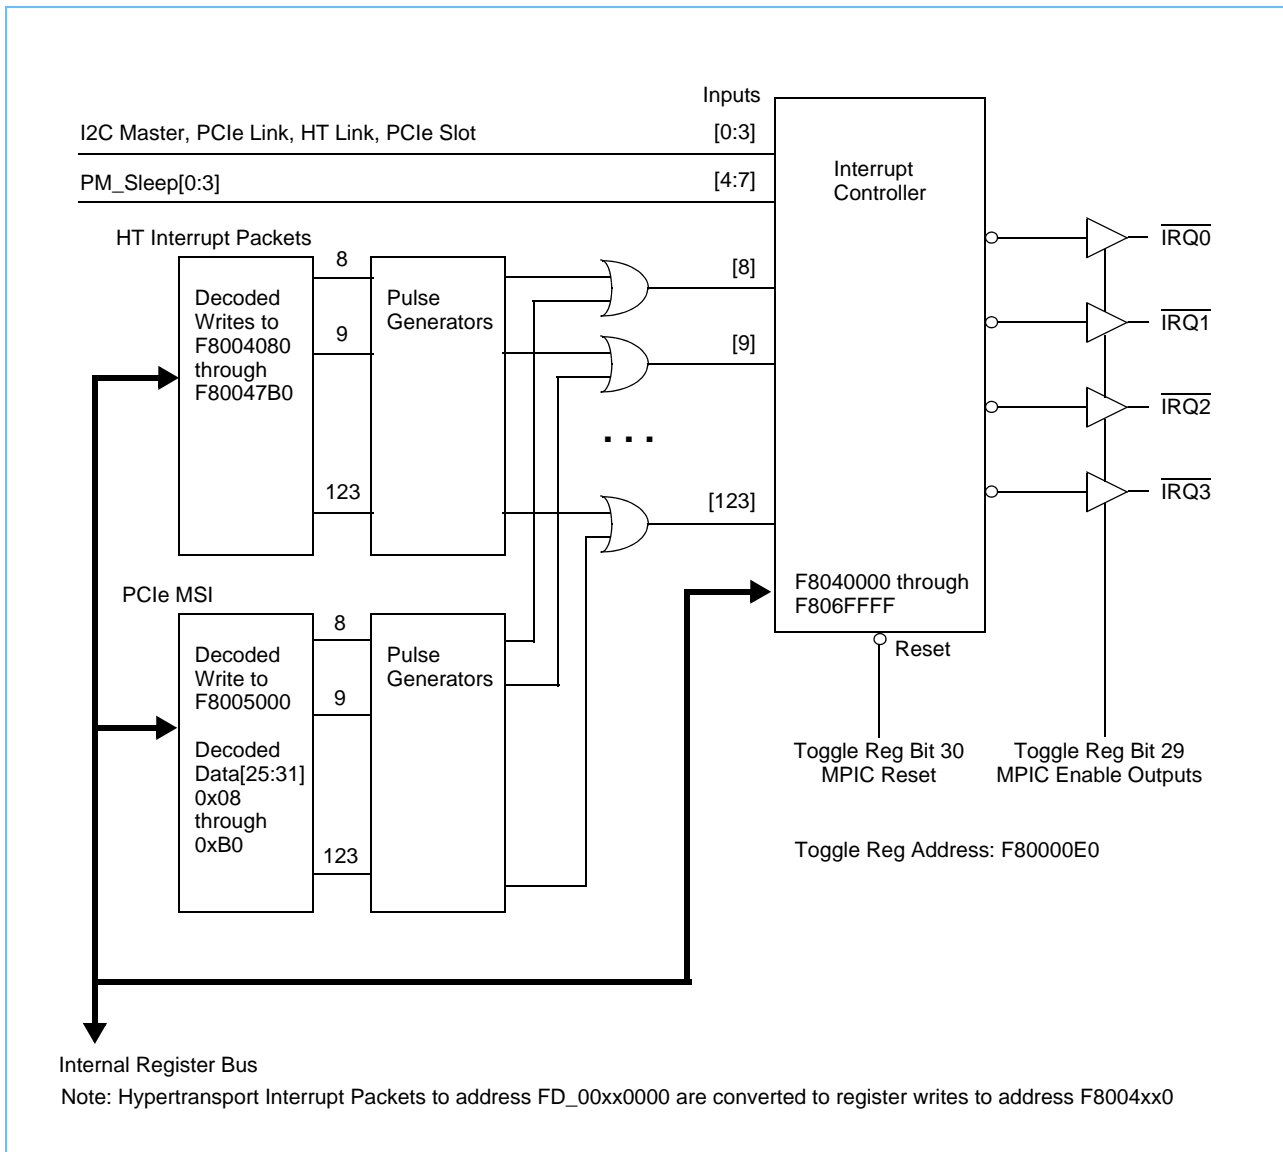 Inputs
I2C Master, PCIe Link, HT Link, PCIe Slot
[0:3]
PM_Sleep[0:3]
[4:7]
Interrupt
Controller
HT Interrupt Packets
Decoded
Writes to
F8004080
through
F80047B0
8
9
123
Pulse
Generators
[8]
[9]
. . .
[123]
IRQ0
IRQ1
IRQ2
IRQ3
F8040000 through
F806FFFF
Reset
PCIe MSI
Decoded
Write to
F8005000
Decoded
Data[25:31]
0x08
through
0xB0
8
9
123
Pulse
Generators
Toggle Reg Bit 30
MPIC Reset
Toggle Reg Bit 29
MPIC Enable Outputs
Toggle Reg Address: F80000E0
Internal Register Bus
Note: Hypertransport Interrupt Packets to address FD_00xx0000 are converted to register writes to address F8004xx0